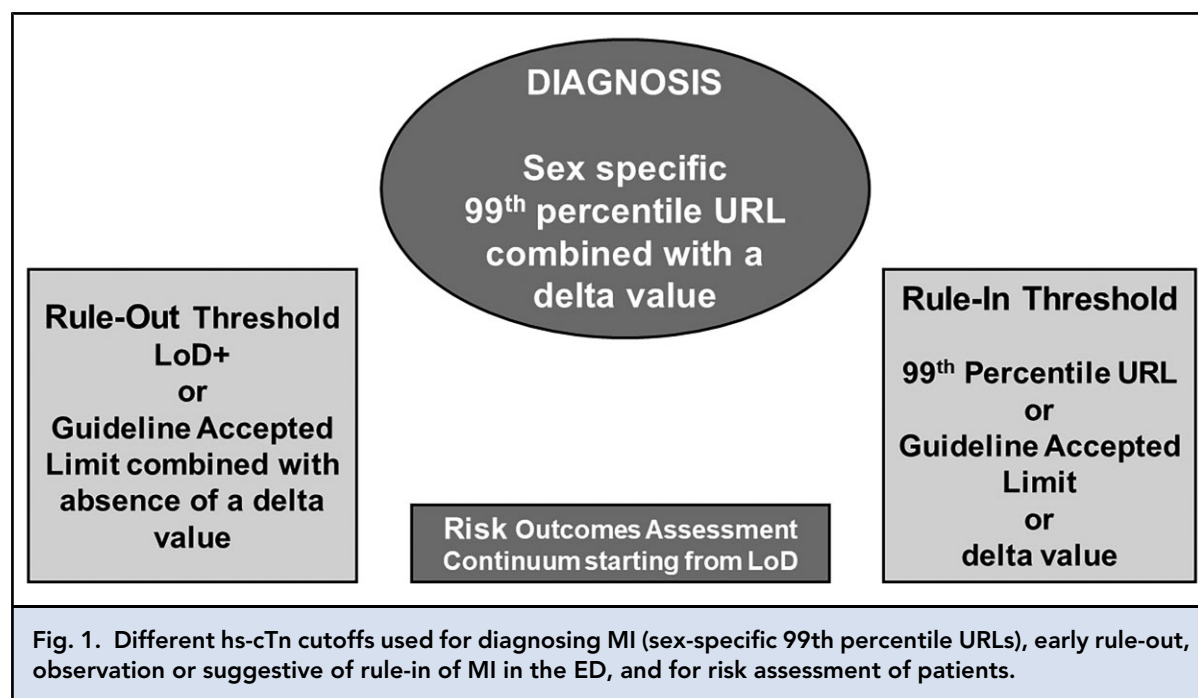 DIAGNOSIS
Sex specific
99th percentile URL
combined with a
delta value
Rule-Out Threshold
LoD+
or
Guideline Accepted
Limit combined with
absence of a delta
value
Rule-In Threshold
99th Percentile URL
or
Guideline Accepted
Limit
or
delta value
Risk Outcomes Assessment
Continuum starting from LoD
Fig. 1. Different hs-cTn cutoffs used for diagnosing MI (sex-specific 99th percentile URLs), early rule-out,
observation or suggestive of rule-in of MI in the ED, and for risk assessment of patients.